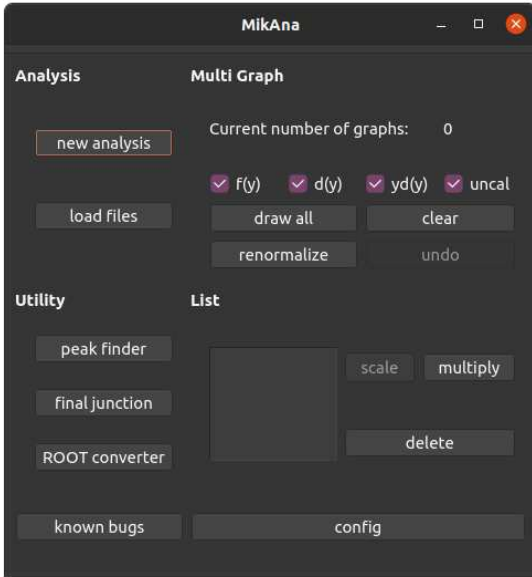 MikAna
Analysis
Multi Graph
new analysis
load files
Current number of graphs: 0
f(y) d(y) yd(y) uncal
draw all clear
renormalize undo
Utility
List
peak finder
final junction
ROOT converter
scale multiply
delete
known bugs config